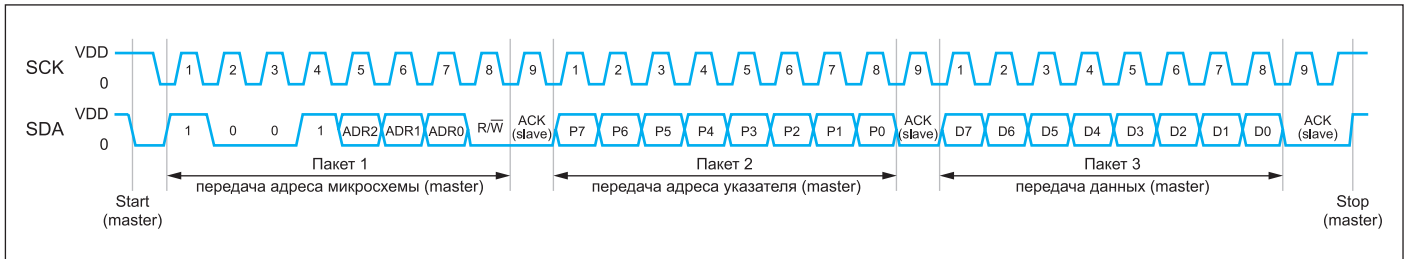 VDD
SCK 1 2 3 4 5 6 7 8 9 1 2 3 4 5 6 7 8 9 1 2 3 4 5 6 7 8 9
0
VDD
SDA 1 0 0 1 ADR2 ADR1 ADR0 R/W̅ ACK (slave) P7 P6 P5 P4 P3 P2 P1 P0 ACK (slave) D7 D6 D5 D4 D3 D2 D1 D0 ACK (slave)
0
Пакет 1 Пакет 2 Пакет 3
передача адреса микросхемы (master) передача адреса указателя (master) передача данных (master)
Start Stop
(master) (master)